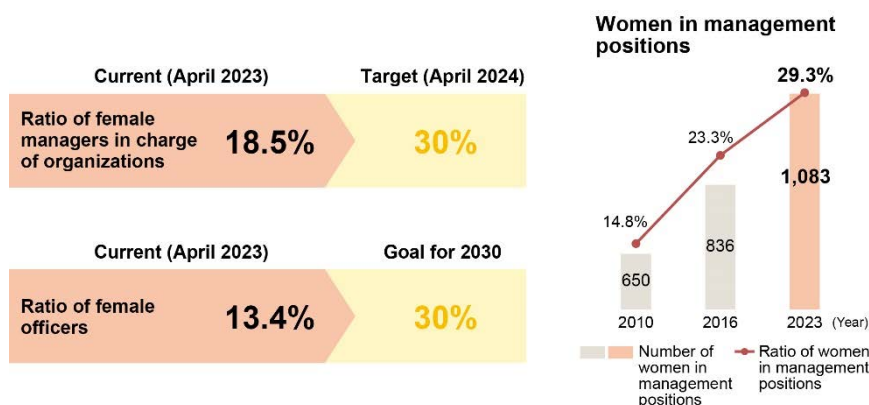 Current (April 2023)
Target (April 2024)
Ratio of female
managers in charge
of organizations
18.5%
30%
Current (April 2023)
Goal for 2030
Ratio of female
officers
13.4%
30%
Women in management
positions
29.3%
23.3%
14.8%
1,083
836
650
2010 2016 2023 (Year)
Number of
women in
management
positions
Ratio of women
in management
positions